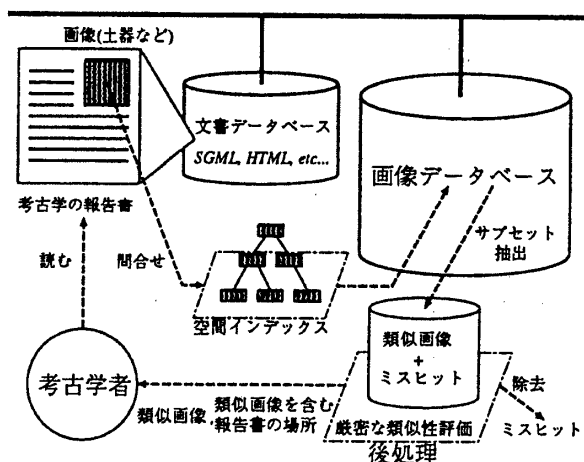 画像(土器など)
文書データベース
SGML, HTML, etc...
画像データベース
考古学の報告書
サブセット
抽出
読む
問合せ
空間インデックス
類似画像
+
ミスヒット
考古学者
類似画像, 類似画像を含む
報告書の場所
除去
厳密な類似性評価
ミスヒット
後処理